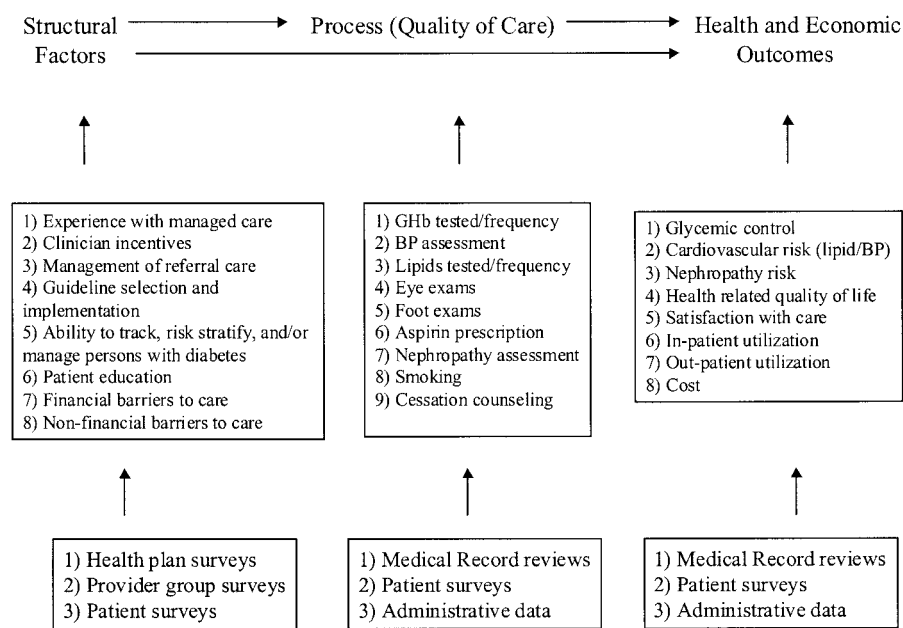 Structural
Factors
Process (Quality of Care)
Health and Economic
Outcomes
1) Experience with managed care
2) Clinician incentives
3) Management of referral care
4) Guideline selection and
implementation
5) Ability to track, risk stratify, and/or
manage persons with diabetes
6) Patient education
7) Financial barriers to care
8) Non-financial barriers to care
1) GHb tested/frequency
2) BP assessment
3) Lipids tested/frequency
4) Eye exams
5) Foot exams
6) Aspirin prescription
7) Nephropathy assessment
8) Smoking
9) Cessation counseling
1) Glycemic control
2) Cardiovascular risk (lipid/BP)
3) Nephropathy risk
4) Health related quality of life
5) Satisfaction with care
6) In-patient utilization
7) Out-patient utilization
8) Cost
1) Health plan surveys
2) Provider group surveys
3) Patient surveys
1) Medical Record reviews
2) Patient surveys
3) Administrative data
1) Medical Record reviews
2) Patient surveys
3) Administrative data